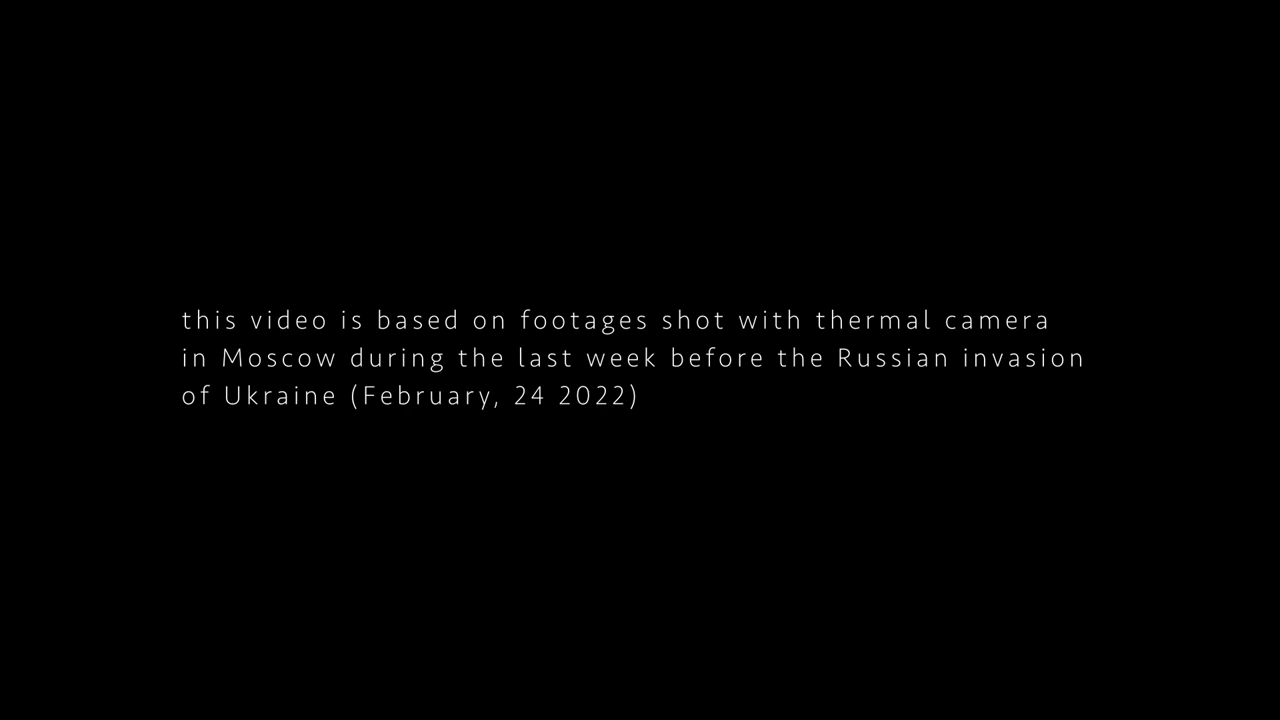 this video is based on footages shot with thermal camera
in Moscow during the last week before the Russian invasion
of Ukraine (February, 24 2022)